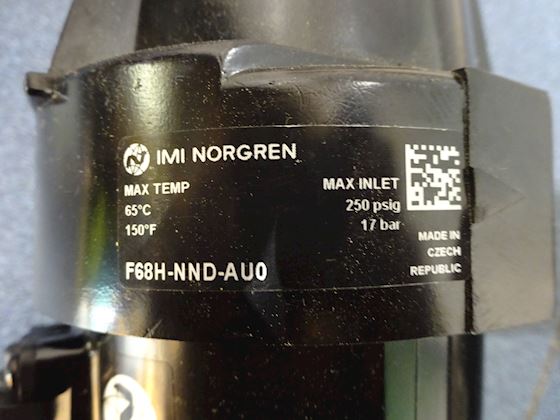 IMI NORGREN
MAX TEMP
65°C
150°F
MAX INLET
250 psig
17 bar
MADE IN
CZECH
REPUBLIC
F68H-NND-AU0